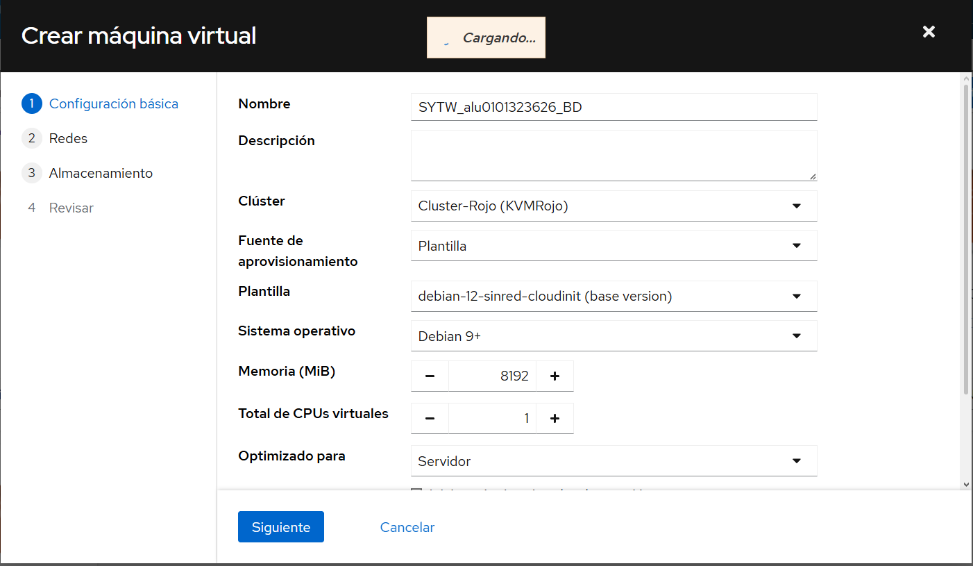 Crear máquina virtual
Cargando...
1 Configuración básica
2 Redes
3 Almacenamiento
4 Revisar
Nombre
SYTW_alu0101323626_BD
Descripción
Clúster
Cluster-Rojo (KVMRojo)
Fuente de
aprovisionamiento
Plantilla
Plantilla
debian-12-sinred-cloudinit (base version)
Sistema operativo
Debian 9+
Memoria (MiB)
8192
Total de CPUs virtuales
1
Optimizado para
Servidor
Siguiente
Cancelar